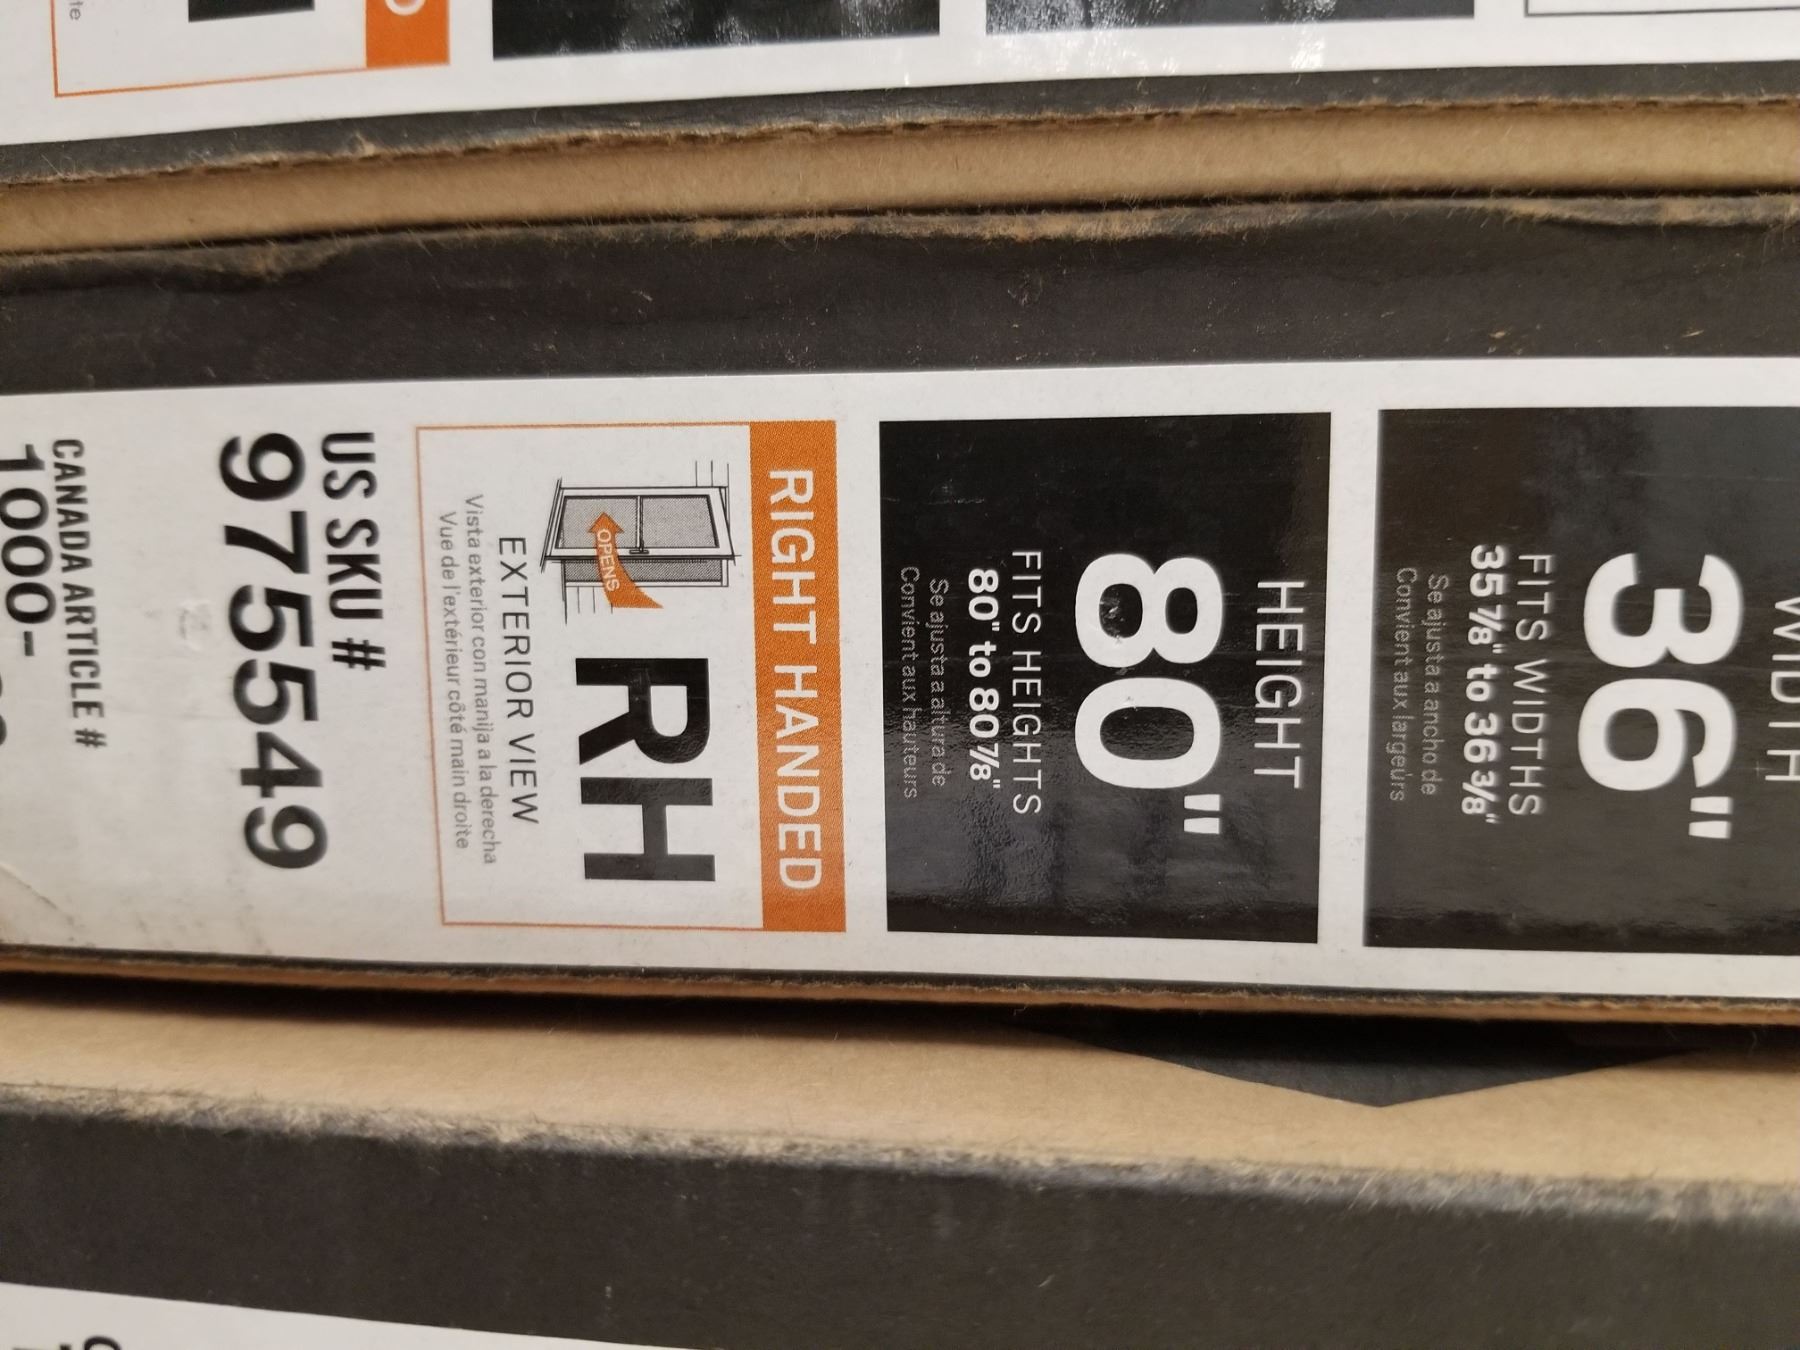 WIDTH
36"
FITS WIDTHS
35 7/8" to 36 3/8"
Se ajusta a ancho de
Convient aux largeurs
HEIGHT
80"
FITS HEIGHTS
80" to 80 7/8"
Se ajusta a altura de
Convient aux hauteurs
RIGHT HANDED
OPENS
RH
EXTERIOR VIEW
Vista exterior con manija a la derecha
Vue de l'extérieur côté main droite
US SKU #
975549
CANADA ARTICLE #
1000-